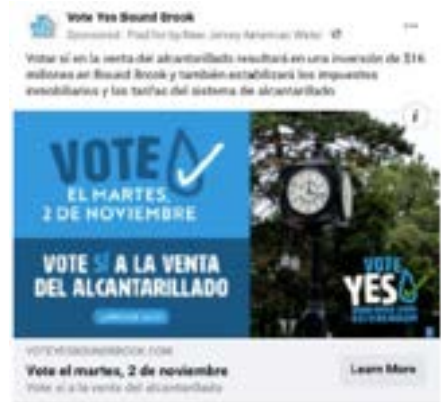 Vote Yes Bound Brook
Sponsored · Paid for by New Jersey American Water
Votar sí en la venta del alcantarillado resultará en una inversión de $16
millones en Bound Brook y también estabilizará los impuestos
inmobiliarios y las tarifas del sistema de alcantarillado.
VOTE
EL MARTES,
2 DE NOVIEMBRE
VOTE SÍ A LA VENTA
DEL ALCANTARILLADO
VOTE
YES
VOTEYESBOUNDBROOK.COM
Vote el martes, 2 de noviembre
Vote sí a la venta del alcantarillado
Learn More